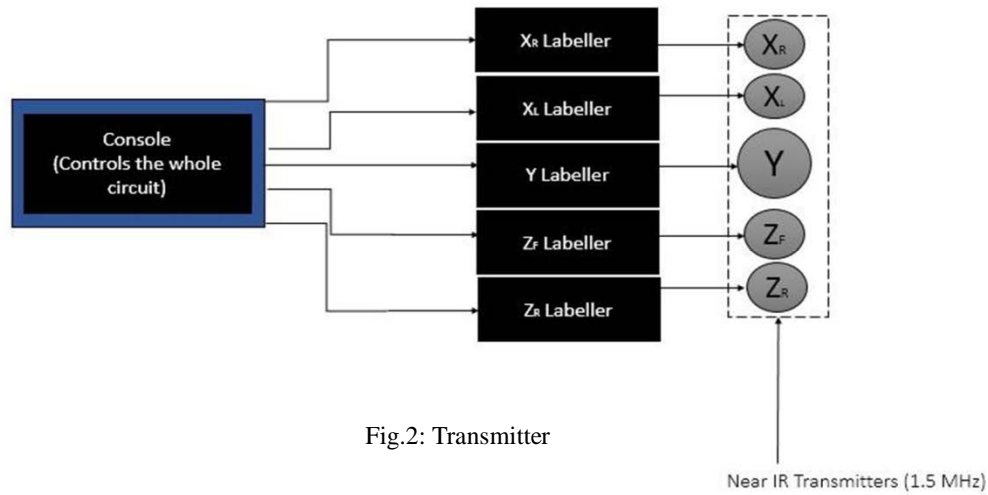 XR Labeller
XR
XL Labeller
XL
Console
(Controls the whole
circuit)
Y Labeller
Y
ZF Labeller
ZF
ZR Labeller
ZR
Fig.2: Transmitter
Near IR Transmitters (1.5 MHz)